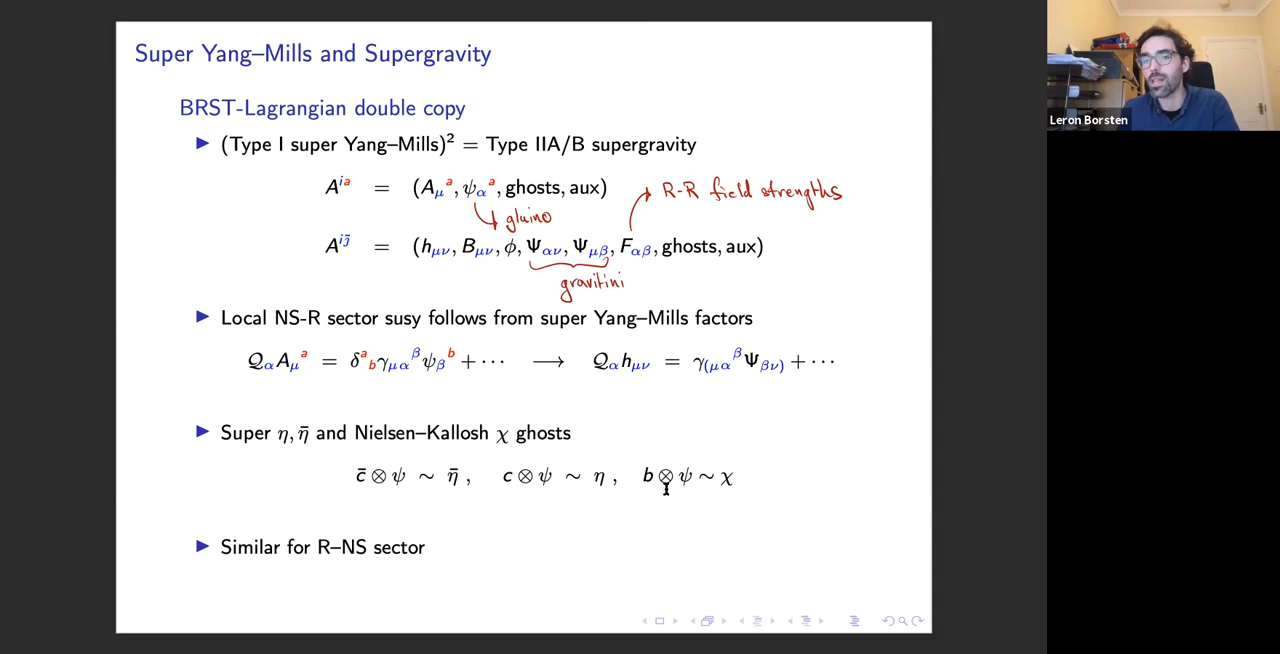 Super Yang–Mills and Supergravity
BRST-Lagrangian double copy
▶ (Type I super Yang–Mills)² = Type IIA/B supergravity
A^{ia} = (A_μ^a, ψ_α^a, ghosts, aux)
R-R field strengths
gluino
A^{ij̃} = (h_{μν}, B_{μν}, ϕ, Ψ_{αν}, Ψ_{μβ}, F_{αβ}, ghosts, aux)
gravitini
▶ Local NS-R sector susy follows from super Yang–Mills factors
Q_α A_μ^a = δ^a_b γ_{μα}^β ψ_β^b + ⋯ ⟶ Q_α h_{μν} = γ_{(μα}^β Ψ_{βν)} + ⋯
▶ Super η, η̄ and Nielsen–Kallosh χ ghosts
c̄ ⊗ ψ ∼ η̄ , c ⊗ ψ ∼ η , b ⊗ ψ ∼ χ
▶ Similar for R–NS sector
Leron Borsten